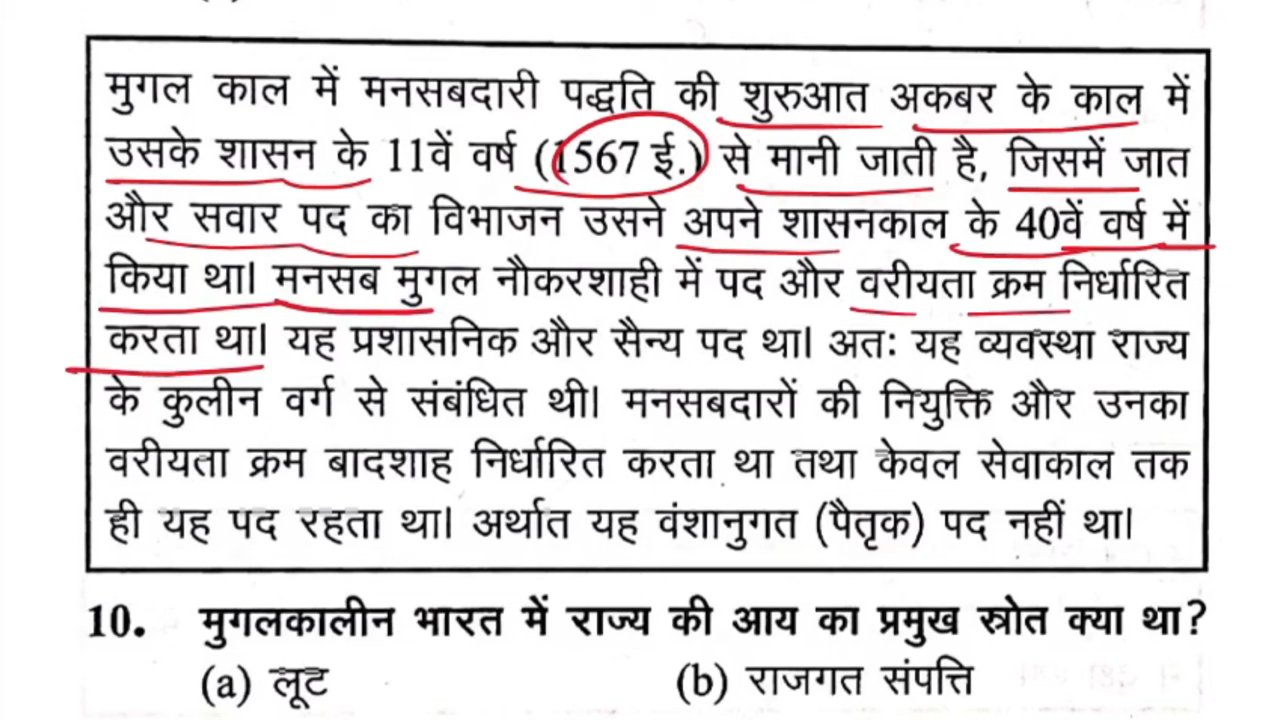 मुगल काल में मनसबदारी पद्धति की शुरुआत अकबर के काल में
उसके शासन के 11वें वर्ष (1567 ई.) से मानी जाती है, जिसमें जात
और सवार पद का विभाजन उसने अपने शासनकाल के 40वें वर्ष में
किया था। मनसब मुगल नौकरशाही में पद और वरीयता क्रम निर्धारित
करता था। यह प्रशासनिक और सैन्य पद था। अतः यह व्यवस्था राज्य
के कुलीन वर्ग से संबंधित थी। मनसबदारों की नियुक्ति और उनका
वरीयता क्रम बादशाह निर्धारित करता था तथा केवल सेवाकाल तक
ही यह पद रहता था। अर्थात यह वंशानुगत (पैतृक) पद नहीं था।
10. मुगलकालीन भारत में राज्य की आय का प्रमुख स्रोत क्या था?
(a) लूट (b) राजगत संपत्ति